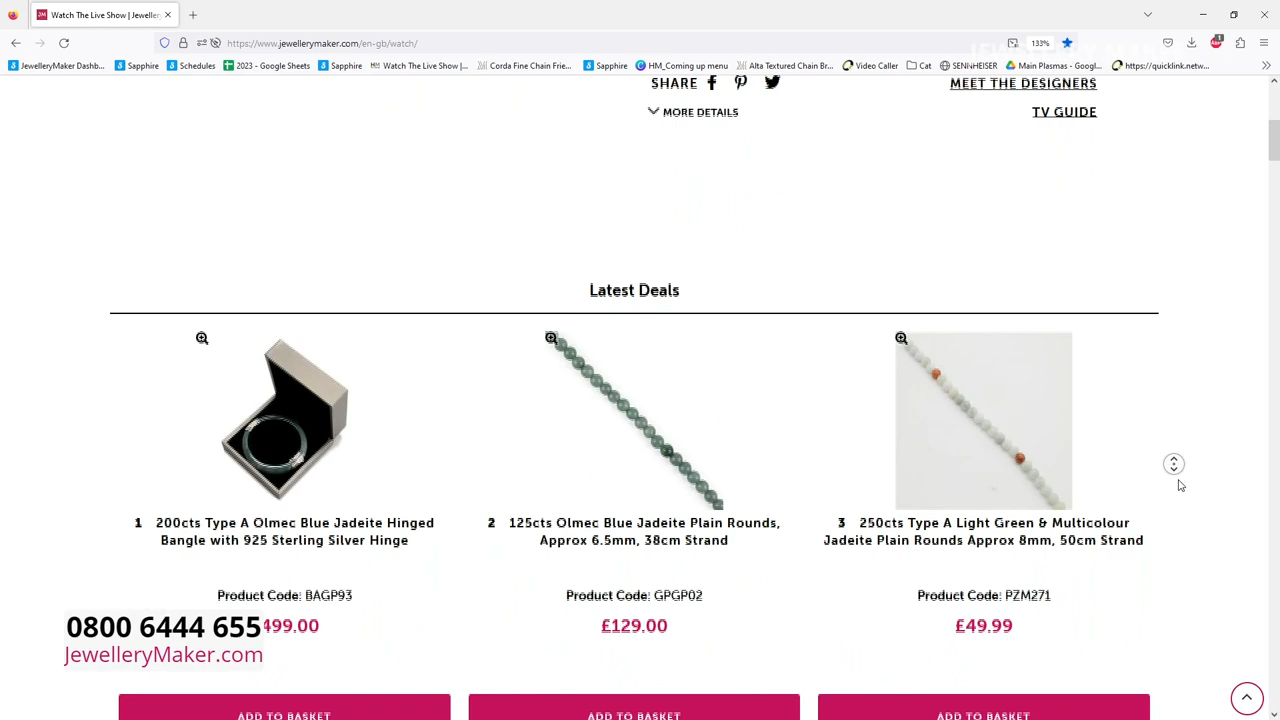 Watch The Live Show | Jeweller
https://www.jewellerymaker.com/en-gb/watch/
133%
1
JewelleryMaker Dashb...
Sapphire
Schedules
2023 - Google Sheets
Sapphire
Watch The Live Show |...
Corda Fine Chain Frie...
Sapphire
HM_Coming up menu
Alta Textured Chain Br...
Video Caller
Cat
SENNHEISER
Main Plasmas - Googl...
https://quicklink.netw...
SHARE
MEET THE DESIGNERS
MORE DETAILS
TV GUIDE
Latest Deals
1 200cts Type A Olmec Blue Jadeite Hinged
Bangle with 925 Sterling Silver Hinge
Product Code: BAGP93
499.00
2 125cts Olmec Blue Jadeite Plain Rounds,
Approx 6.5mm, 38cm Strand
Product Code: GPGP02
£129.00
3 250cts Type A Light Green & Multicolour
Jadeite Plain Rounds Approx 8mm, 50cm Strand
Product Code: PZM271
£49.99
0800 6444 655
JewelleryMaker.com
ADD TO BASKET
ADD TO BASKET
ADD TO BASKET